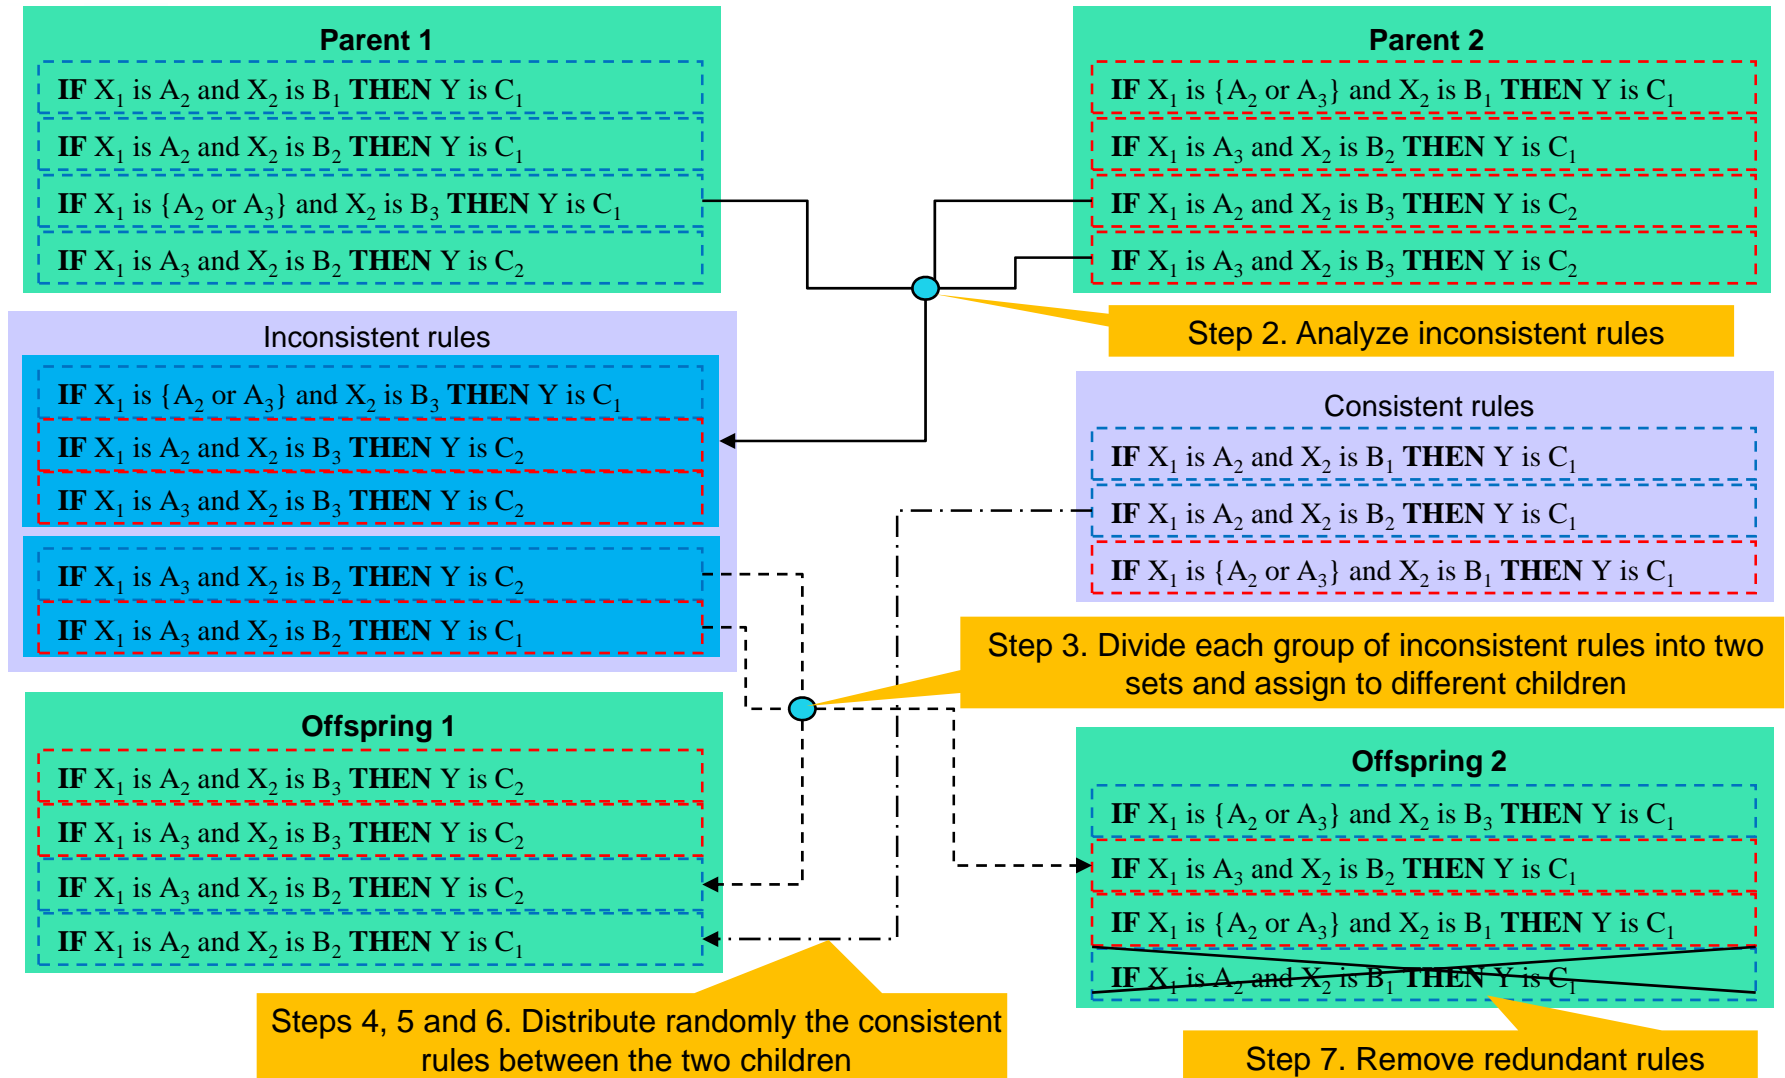 Parent 1
IF X₁ is A₂ and X₂ is B₁ THEN Y is C₁
IF X₁ is A₂ and X₂ is B₂ THEN Y is C₁
IF X₁ is {A₂ or A₃} and X₂ is B₃ THEN Y is C₁
IF X₁ is A₃ and X₂ is B₂ THEN Y is C₂
Parent 2
IF X₁ is {A₂ or A₃} and X₂ is B₁ THEN Y is C₁
IF X₁ is A₃ and X₂ is B₂ THEN Y is C₁
IF X₁ is A₂ and X₂ is B₃ THEN Y is C₂
IF X₁ is A₃ and X₂ is B₃ THEN Y is C₂
Step 2. Analyze inconsistent rules
Inconsistent rules
IF X₁ is {A₂ or A₃} and X₂ is B₃ THEN Y is C₁
IF X₁ is A₂ and X₂ is B₃ THEN Y is C₂
IF X₁ is A₃ and X₂ is B₃ THEN Y is C₂
IF X₁ is A₃ and X₂ is B₂ THEN Y is C₂
IF X₁ is A₃ and X₂ is B₂ THEN Y is C₁
Consistent rules
IF X₁ is A₂ and X₂ is B₁ THEN Y is C₁
IF X₁ is A₂ and X₂ is B₂ THEN Y is C₁
IF X₁ is {A₂ or A₃} and X₂ is B₁ THEN Y is C₁
Step 3. Divide each group of inconsistent rules into two
sets and assign to different children
Offspring 1
IF X₁ is A₂ and X₂ is B₃ THEN Y is C₂
IF X₁ is A₃ and X₂ is B₃ THEN Y is C₂
IF X₁ is A₃ and X₂ is B₂ THEN Y is C₂
IF X₁ is A₂ and X₂ is B₂ THEN Y is C₁
Offspring 2
IF X₁ is {A₂ or A₃} and X₂ is B₃ THEN Y is C₁
IF X₁ is A₃ and X₂ is B₂ THEN Y is C₁
IF X₁ is {A₂ or A₃} and X₂ is B₁ THEN Y is C₁
IF X₁ is A₂ and X₂ is B₁ THEN Y is C₁
Steps 4, 5 and 6. Distribute randomly the consistent
rules between the two children
Step 7. Remove redundant rules